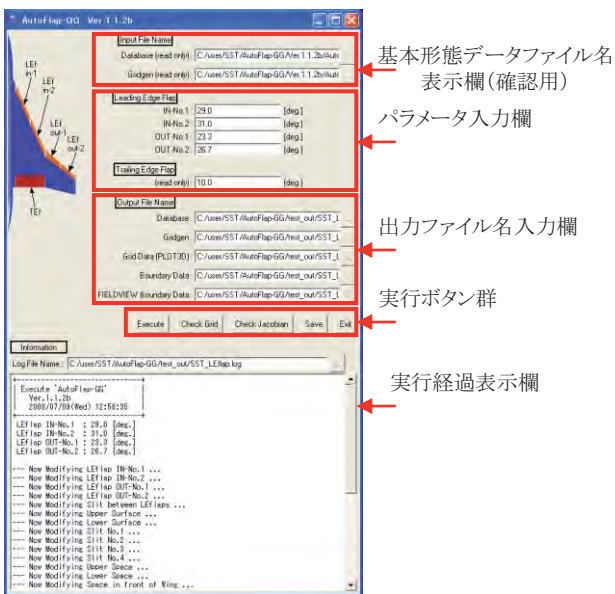 AutoFlap-GG Ver 1.1.2b
Input File Name
Database (read only) C:/user/SST/AutoFlap-GG/Ver.1.1.2b/Auto
Gridgen (read only) C:/user/SST/AutoFlap-GG/Ver.1.1.2b/Auto
基本形態データファイル名
表示欄(確認用)
LEf
in-1
LEf
in-2
LEf
out-1
LEf
out-2
TEf
Leading Edge Flap
IN-No.1 29.0 [deg.]
IN-No.2 31.0 [deg.]
OUT-No.1 23.3 [deg.]
OUT-No.2 26.7 [deg.]
Trailing Edge Flap
(read only) 10.0 [deg.]
パラメータ入力欄
Output File Name
Database C:/user/SST/AutoFlap-GG/test_out/SST_L
Gridgen C:/user/SST/AutoFlap-GG/test_out/SST_L
Grid Data (PLOT3D) C:/user/SST/AutoFlap-GG/test_out/SST_L
Boundary Data C:/user/SST/AutoFlap-GG/test_out/SST_L
FIELDVIEW Boundary Data C:/user/SST/AutoFlap-GG/test_out/SST_L
出力ファイル名入力欄
Execute Check Grid Check Jacobian Save Exit
実行ボタン群
Information
Log File Name : C:/user/SST/AutoFlap-GG/test_out/SST_LEflap.log ...
実行経過表示欄
Execute 'AutoFlap-GG'
Ver.1.1.2b
2008/07/09(Wed) 12:58:35
LEflap IN-No.1 : 29.0 [deg.]
LEflap IN-No.2 : 31.0 [deg.]
LEflap OUT-No.1 : 23.3 [deg.]
LEflap OUT-No.2 : 26.7 [deg.]
--- Now Modifying LEflap IN-No.1 ...
--- Now Modifying LEflap IN-No.2 ...
--- Now Modifying LEflap OUT-No.1 ...
--- Now Modifying LEflap OUT-No.2 ...
--- Now Modifying Slit between LEflaps ...
--- Now Modifying Upper Surface ...
--- Now Modifying Lower Surface ...
--- Now Modifying Slit No.1 ...
--- Now Modifying Slit No.2 ...
--- Now Modifying Slit No.3 ...
--- Now Modifying Slit No.4 ...
--- Now Modifying Upper Space ...
--- Now Modifying Lower Space ...
--- Now Modifying Space in front of Wing ...